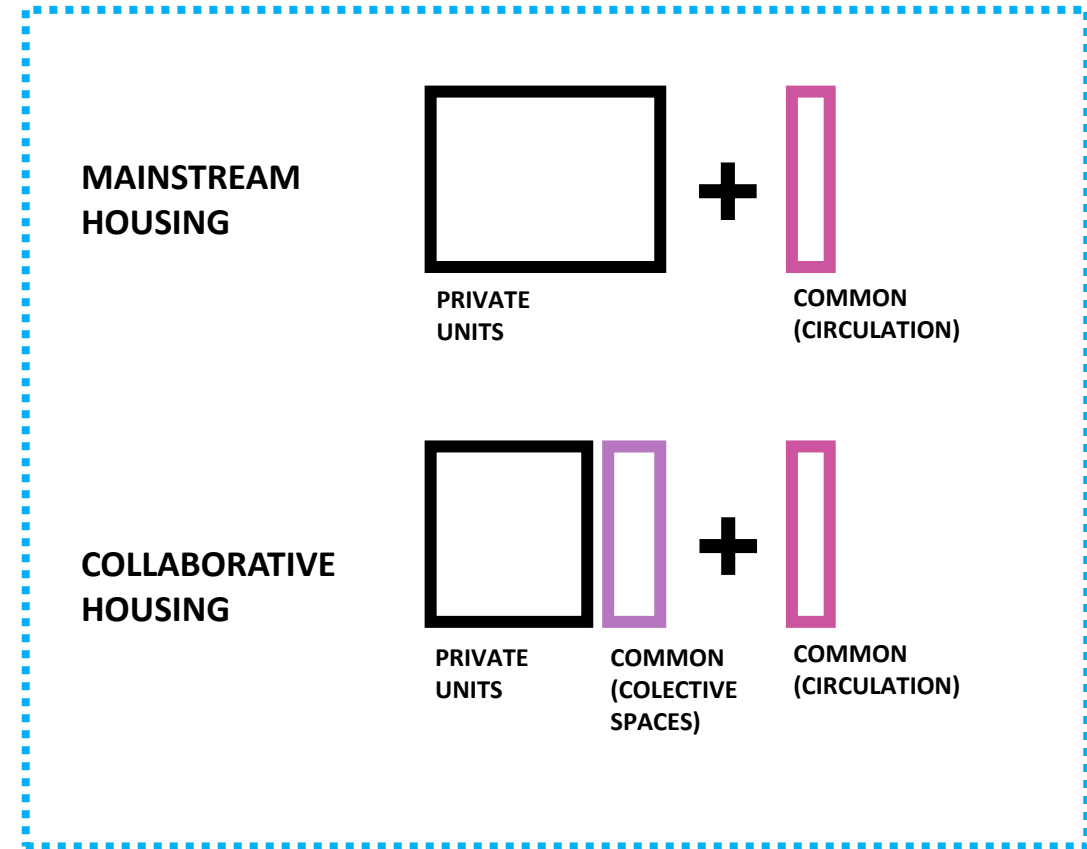 MAINSTREAM
HOUSING
+
PRIVATE
UNITS
COMMON
(CIRCULATION)
COLLABORATIVE
HOUSING
+
PRIVATE
UNITS
COMMON
(COLECTIVE
SPACES)
COMMON
(CIRCULATION)